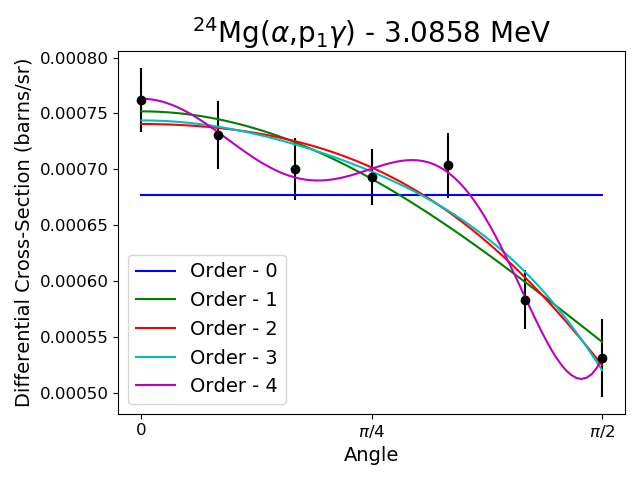 ²⁴Mg(α,p₁γ) - 3.0858 MeV
Differential Cross-Section (barns/sr)
0.00080
0.00075
0.00070
0.00065
0.00060
0.00055
0.00050
Order - 0
Order - 1
Order - 2
Order - 3
Order - 4
0
π/4
π/2
Angle